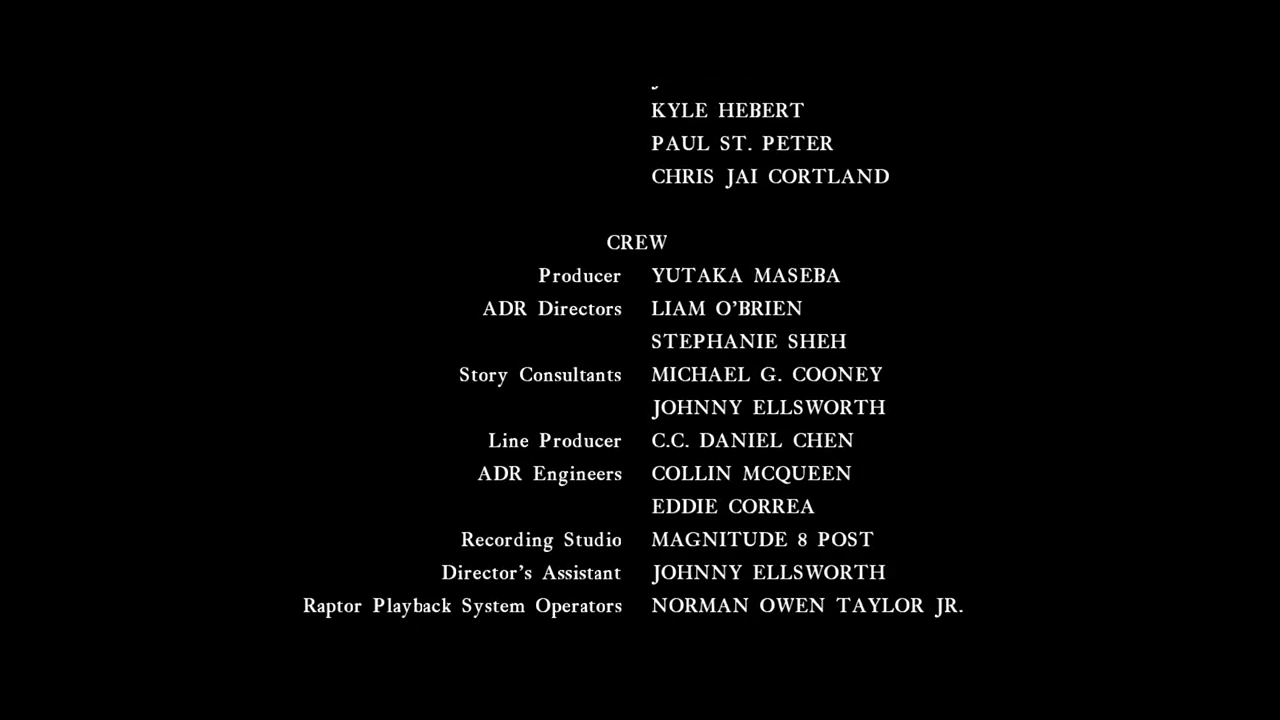 KYLE HEBERT
PAUL ST. PETER
CHRIS JAI CORTLAND
CREW
Producer YUTAKA MASEBA
ADR Directors LIAM O'BRIEN
STEPHANIE SHEH
Story Consultants MICHAEL G. COONEY
JOHNNY ELLSWORTH
Line Producer C.C. DANIEL CHEN
ADR Engineers COLLIN MCQUEEN
EDDIE CORREA
Recording Studio MAGNITUDE 8 POST
Director's Assistant JOHNNY ELLSWORTH
Raptor Playback System Operators NORMAN OWEN TAYLOR JR.